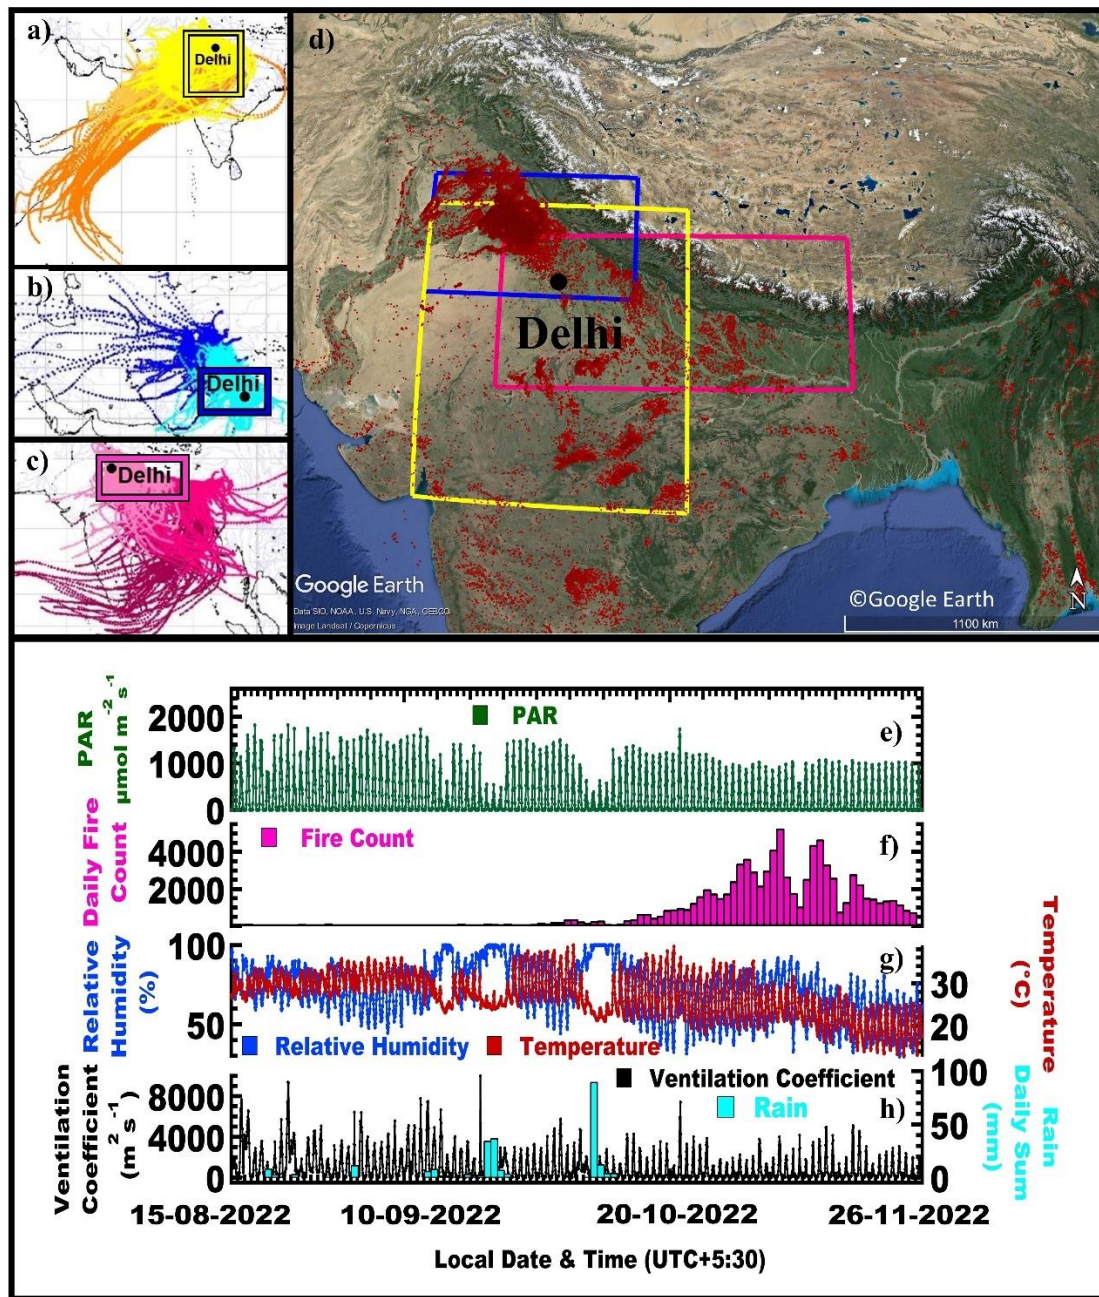 a)
Delhi
b)
Delhi
c)
Delhi
d)
Delhi
Google Earth
Data SIO, NOAA, U.S. Navy, NGA, GEBCO
Image Landsat / Copernicus
©Google Earth
N
1100 km
PAR
µmol m⁻² s⁻¹
2000
1000
0
PAR
e)
Daily Fire
Count
4000
2000
Fire Count
f)
Relative
Humidity
(%)
100
50
g)
Relative Humidity
Temperature
30
20
Temperature
(°C)
Ventilation
Coefficient
(m² s⁻¹)
8000
4000
0
Ventilation Coefficient
Rain
h)
100
50
0
Rain
Daily Sum
(mm)
15-08-2022 10-09-2022 20-10-2022 26-11-2022
Local Date & Time (UTC+5:30)